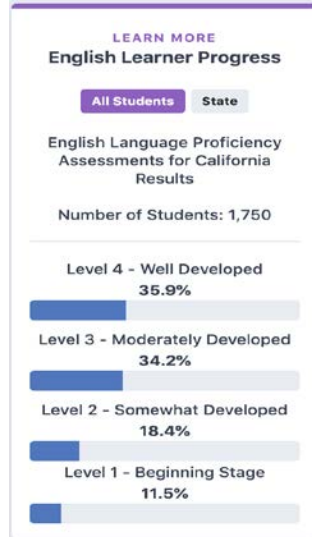 LEARN MORE
English Learner Progress
All Students State
English Language Proficiency
Assessments for California
Results
Number of Students: 1,750
Level 4 - Well Developed
35.9%
Level 3 - Moderately Developed
34.2%
Level 2 - Somewhat Developed
18.4%
Level 1 - Beginning Stage
11.5%